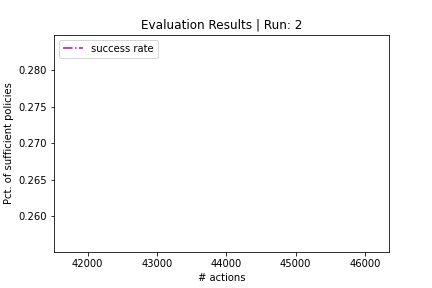 Evaluation Results | Run: 2
success rate
Pct. of sufficient policies
0.280
0.275
0.270
0.265
0.260
42000 43000 44000 45000 46000
# actions